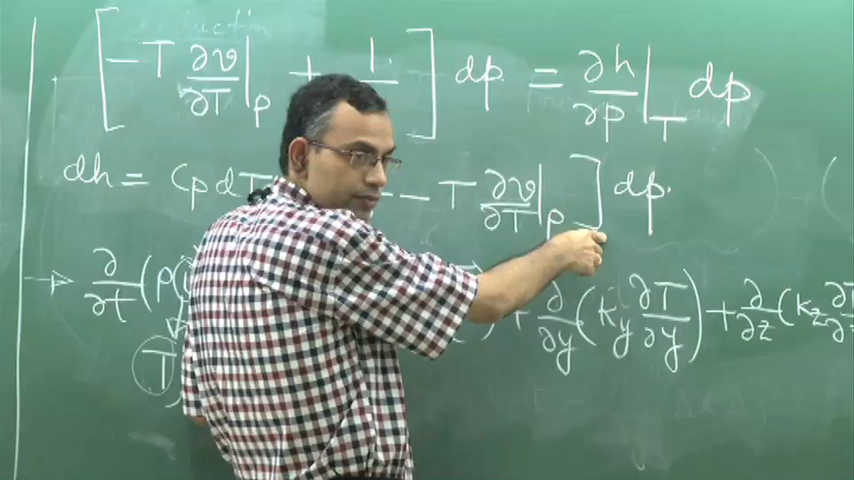 [ -T ∂v/∂T|p + 1/ ] dp = ∂h/∂p|T dp
dh = Cp dT - T ∂v/∂T|p ] dp.
→ ∂/∂t (ρ( ) + ∂/∂y (ky ∂T/∂y) + ∂/∂z (kz ∂T
T